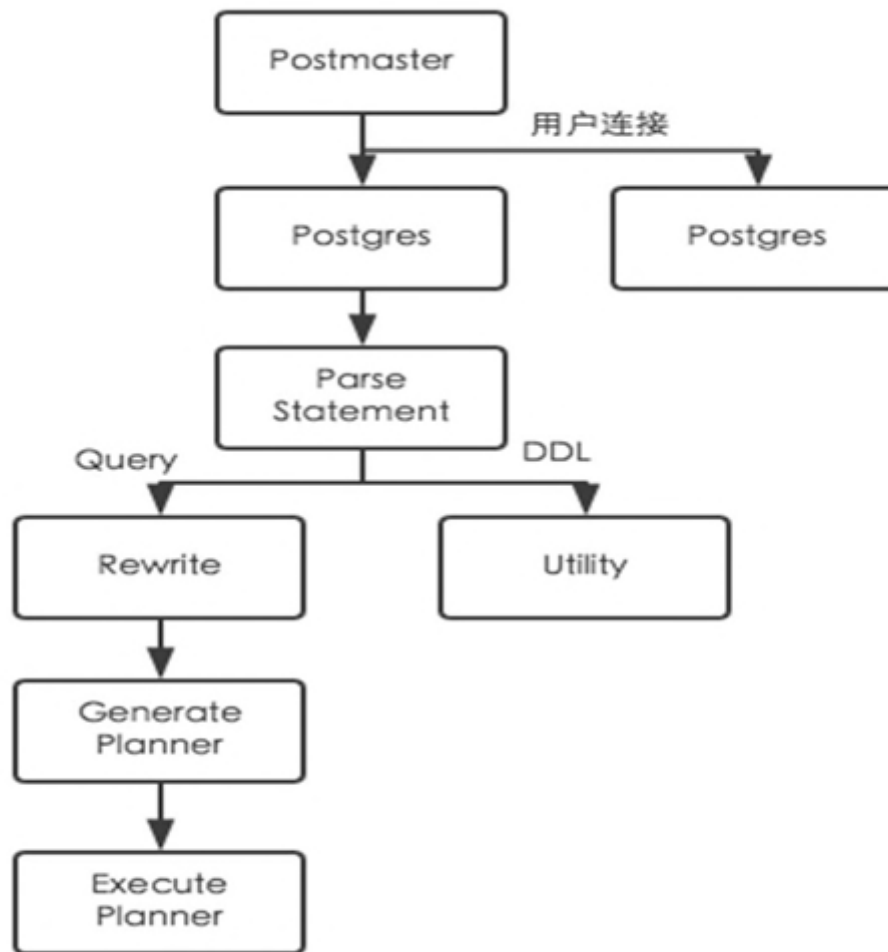 Postmaster
用户连接
Postgres
Postgres
Parse
Statement
Query
DDL
Rewrite
Utility
Generate
Planner
Execute
Planner